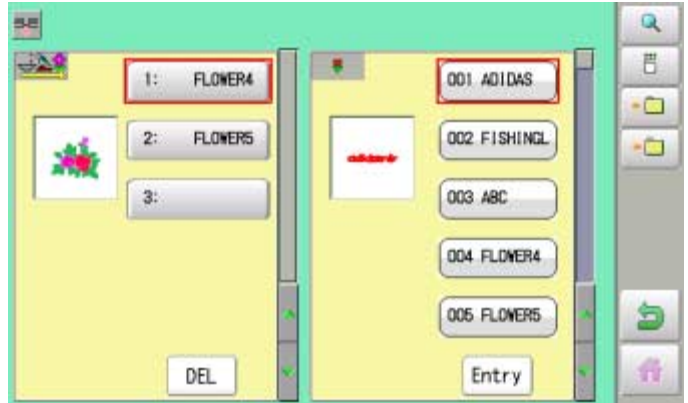 1: FLOWER4
2: FLOWER5
3:
DEL
001 ADIDAS
002 FISHINGL
003 ABC
004 FLOWER4
005 FLOWER5
Entry